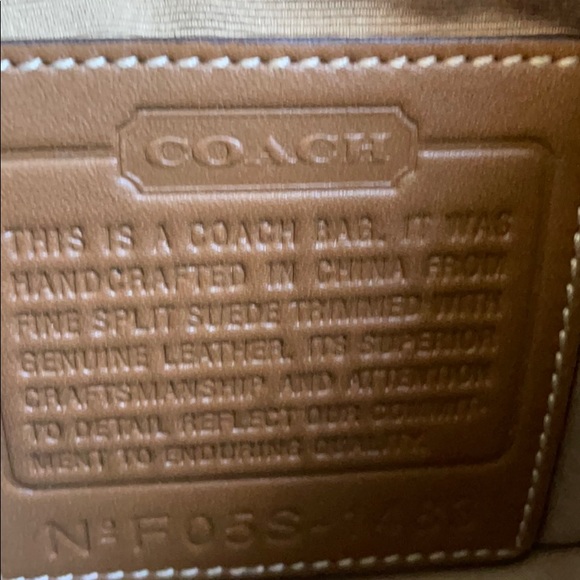 COACH
THIS IS A COACH BAG. IT WAS
HANDCRAFTED IN CHINA FROM
FINE SPLIT SUEDE TRIMMED WITH
GENUINE LEATHER. ITS SUPERIOR
CRAFTSMANSHIP AND ATTENTION
TO DETAIL REFLECT OUR COMMIT-
MENT TO ENDURING QUALITY.
Nº F05S-